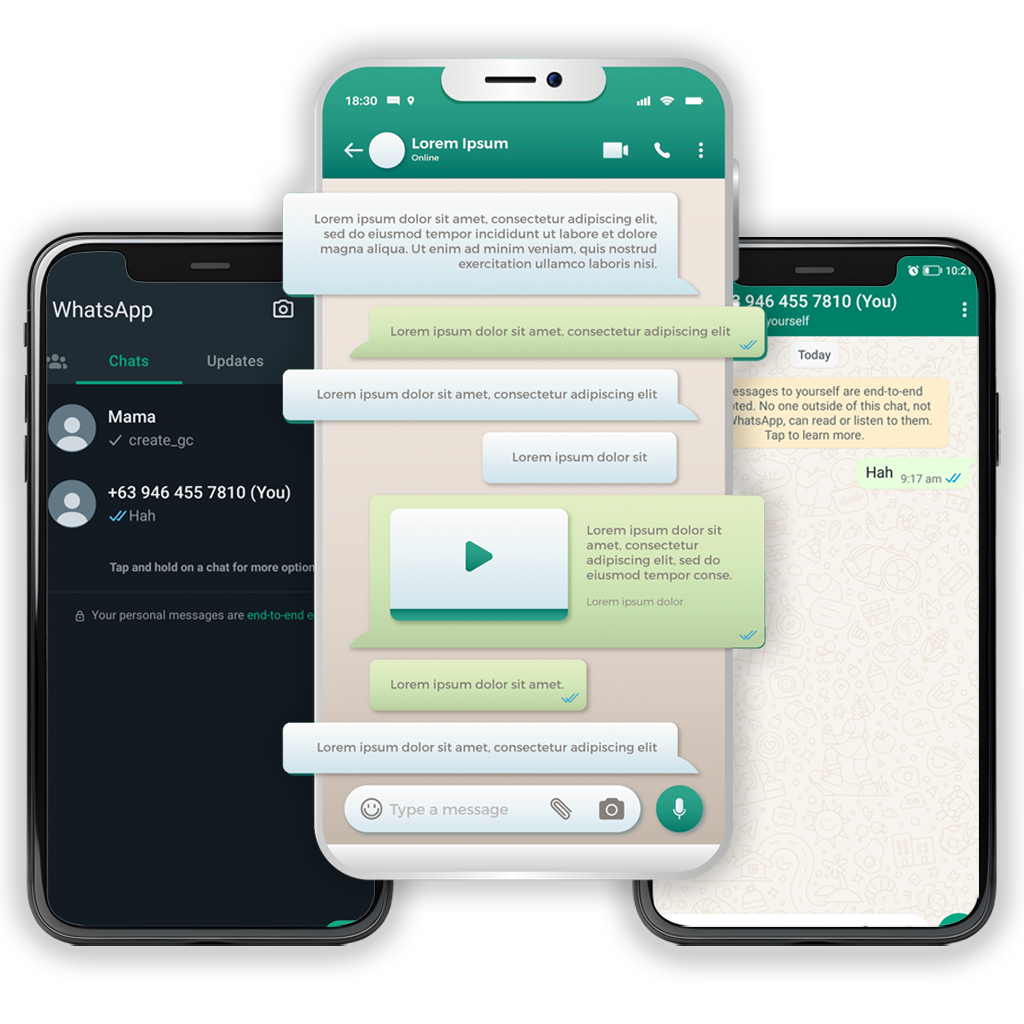 WhatsApp
Chats
Updates
Mama
create_gc
+63 946 455 7810 (You)
Hah
Tap and hold on a chat for more option
Your personal messages are end-to-end e
18:30
Lorem Ipsum
Online
Lorem ipsum dolor sit amet, consectetur adipiscing elit,
sed do eiusmod tempor incididunt ut labore et dolore
magna aliqua. Ut enim ad minim veniam, quis nostrud
exercitation ullamco laboris nisi.
Lorem ipsum dolor sit amet, consectetur adipiscing elit
Lorem ipsum dolor sit amet, consectetur adipiscing elit
Lorem ipsum dolor sit
Lorem ipsum dolor sit
amet, consectetur
adipiscing elit, sed do
eiusmod tempor conse.
Lorem ipsum dolor
Lorem ipsum dolor sit amet.
Lorem ipsum dolor sit amet, consectetur adipiscing elit
Type a message
10:21
946 455 7810 (You)
yourself
Today
essages to yourself are end-to-end
ted. No one outside of this chat, not
WhatsApp, can read or listen to them.
Tap to learn more.
Hah
9:17 am